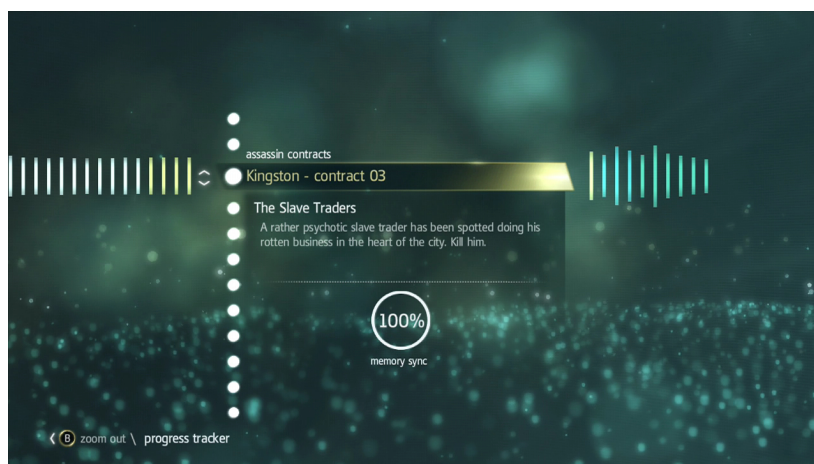 assassin contracts
Kingston - contract 03
The Slave Traders
A rather psychotic slave trader has been spotted doing his
rotten business in the heart of the city. Kill him.
100%
memory sync
B zoom out \ progress tracker